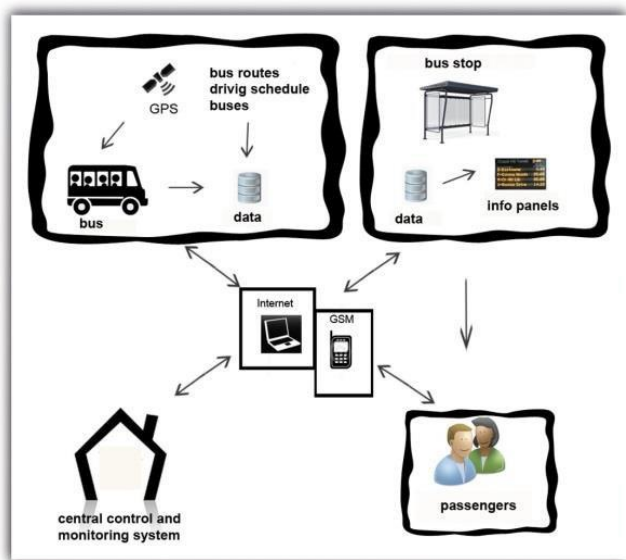 bus routes
drivig schedule
buses
GPS
bus
data
bus stop
data
info panels
Internet
GSM
central control and
monitoring system
passengers